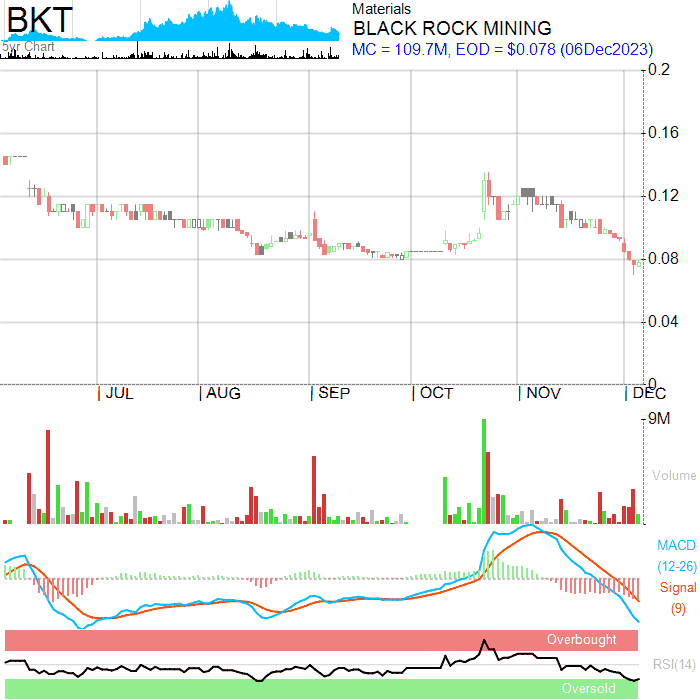 BKT
5yr Chart
Materials
BLACK ROCK MINING
MC = 109.7M, EOD = $0.078 (06Dec2023)
0.2
0.16
0.12
0.08
0.04
0
JUL AUG SEP OCT NOV DEC
9M
Volume
MACD
(12-26)
Signal
(9)
Overbought
RSI(14)
Oversold